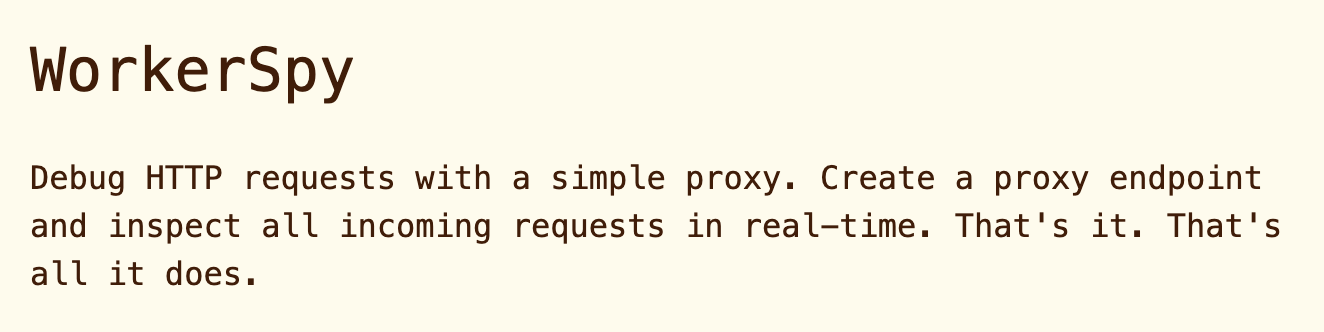 WorkerSpy
Debug HTTP requests with a simple proxy. Create a proxy endpoint
and inspect all incoming requests in real-time. That's it. That's
all it does.